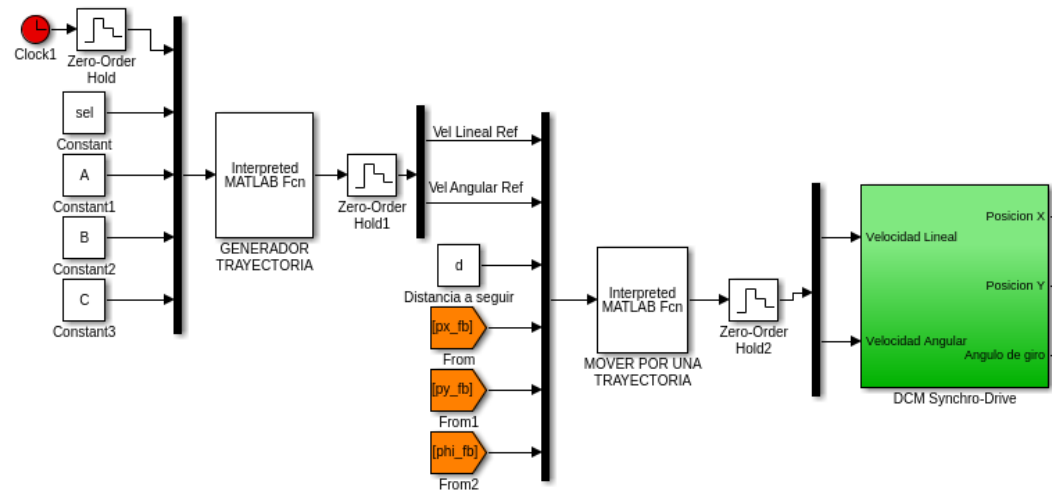 Clock1
Zero-Order
Hold
sel
Constant
A
Constant1
B
Constant2
C
Constant3
Interpreted
MATLAB Fcn
GENERADOR
TRAYECTORIA
Zero-Order
Hold1
Vel Lineal Ref
Vel Angular Ref
d
Distancia a seguir
[px_fb]
From
[py_fb]
From1
[phi_fb]
From2
Interpreted
MATLAB Fcn
MOVER POR UNA
TRAYECTORIA
Zero-Order
Hold2
Posicion X
Velocidad Lineal
Posicion Y
Velocidad Angular
Angulo de giro
DCM Synchro-Drive